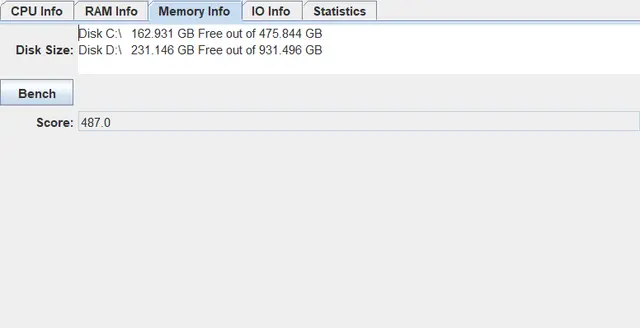 CPU Info RAM Info Memory Info IO Info Statistics
Disk Size: Disk C:\ 162.931 GB Free out of 475.844 GB
Disk D:\ 231.146 GB Free out of 931.496 GB
Bench
Score: 487.0